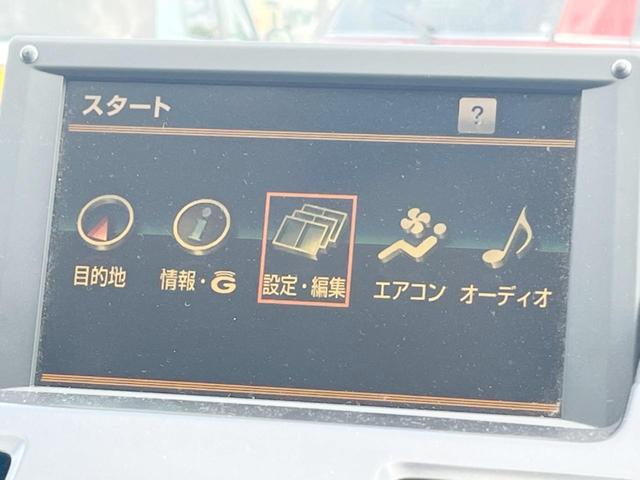 スタート
?
目的地
情報・G
設定・編集
エアコン
オーディオ